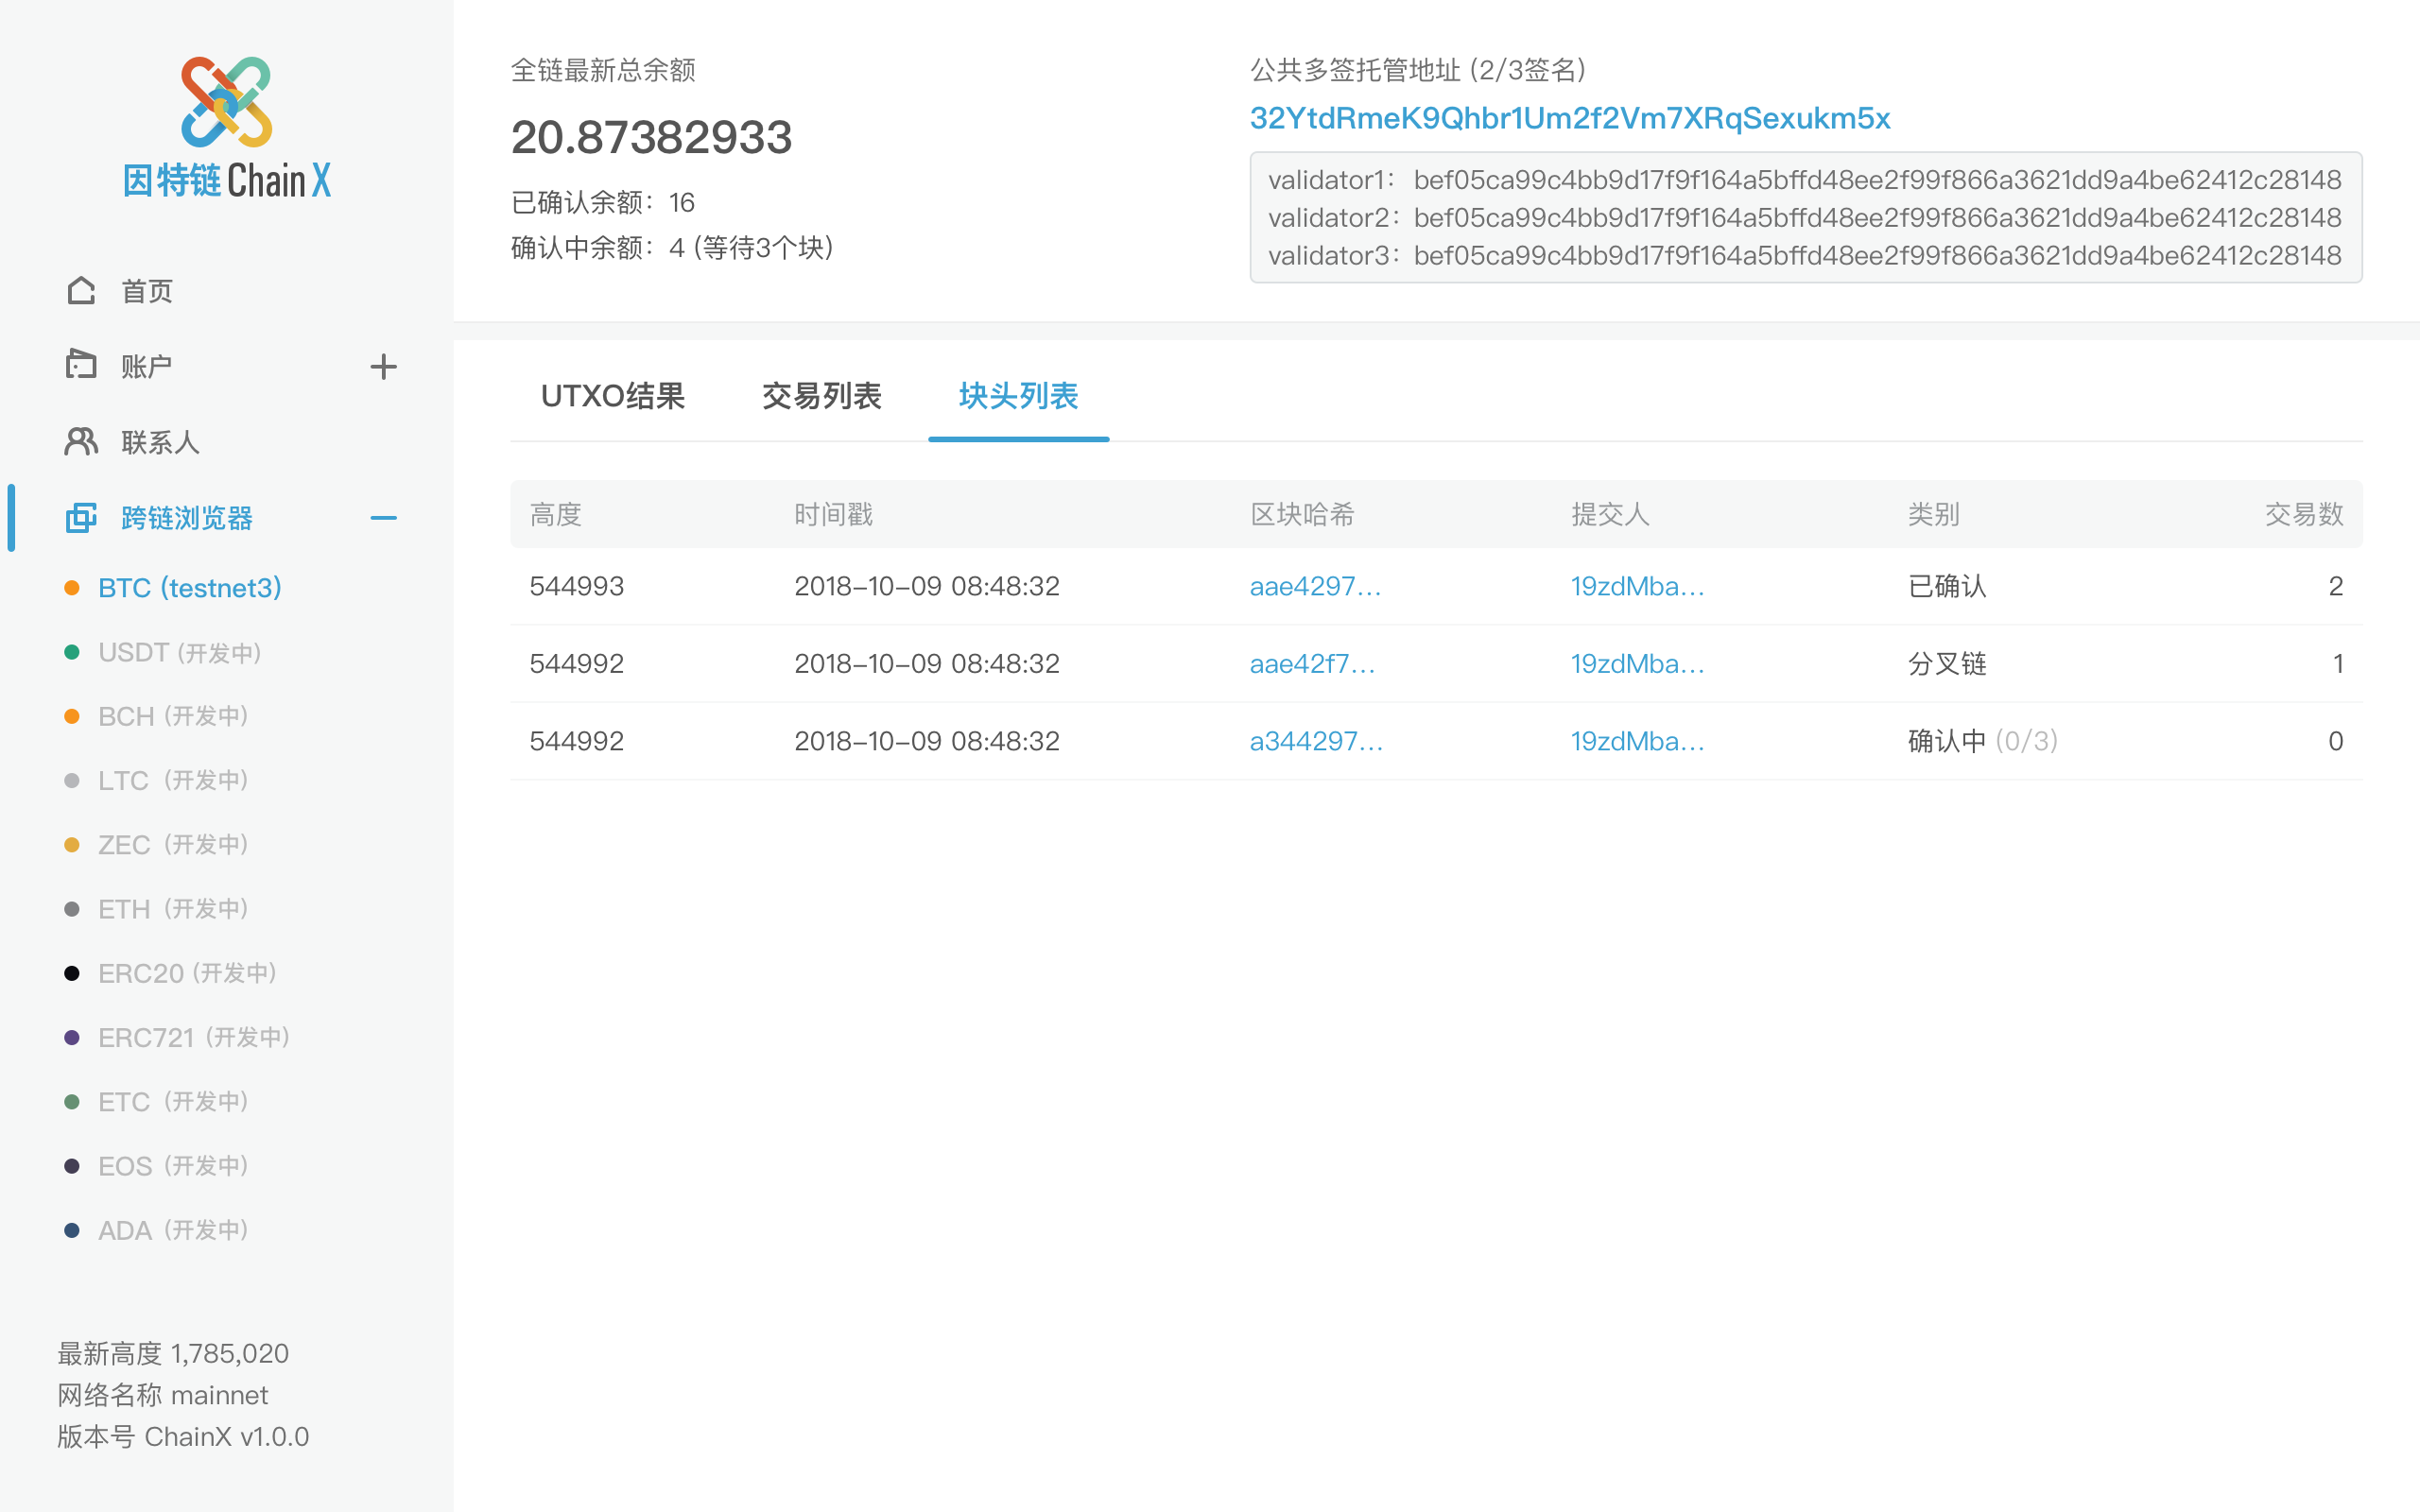 因特链 ChainX
首页
账户
联系人
跨链浏览器
BTC (testnet3)
USDT (开发中)
BCH (开发中)
LTC (开发中)
ZEC (开发中)
ETH (开发中)
ERC20 (开发中)
ERC721 (开发中)
ETC (开发中)
EOS (开发中)
ADA (开发中)
最新高度 1,785,020
网络名称 mainnet
版本号 ChainX v1.0.0
全链最新总余额
20.87382933
已确认余额：16
确认中余额：4 (等待3个块)
公共多签托管地址 (2/3签名)
32YtdRmeK9Qhbr1Um2f2Vm7XRqSexukm5x
validator1： bef05ca99c4bb9d17f9f164a5bffd48ee2f99f866a3621dd9a4be62412c28148
validator2：bef05ca99c4bb9d17f9f164a5bffd48ee2f99f866a3621dd9a4be62412c28148
validator3：bef05ca99c4bb9d17f9f164a5bffd48ee2f99f866a3621dd9a4be62412c28148
UTXO结果 交易列表 块头列表
高度 时间戳 区块哈希 提交人 类别 交易数
544993 2018-10-09 08:48:32 aae4297... 19zdMba... 已确认 2
544992 2018-10-09 08:48:32 aae42f7... 19zdMba... 分叉链 1
544992 2018-10-09 08:48:32 a344297... 19zdMba... 确认中 (0/3) 0